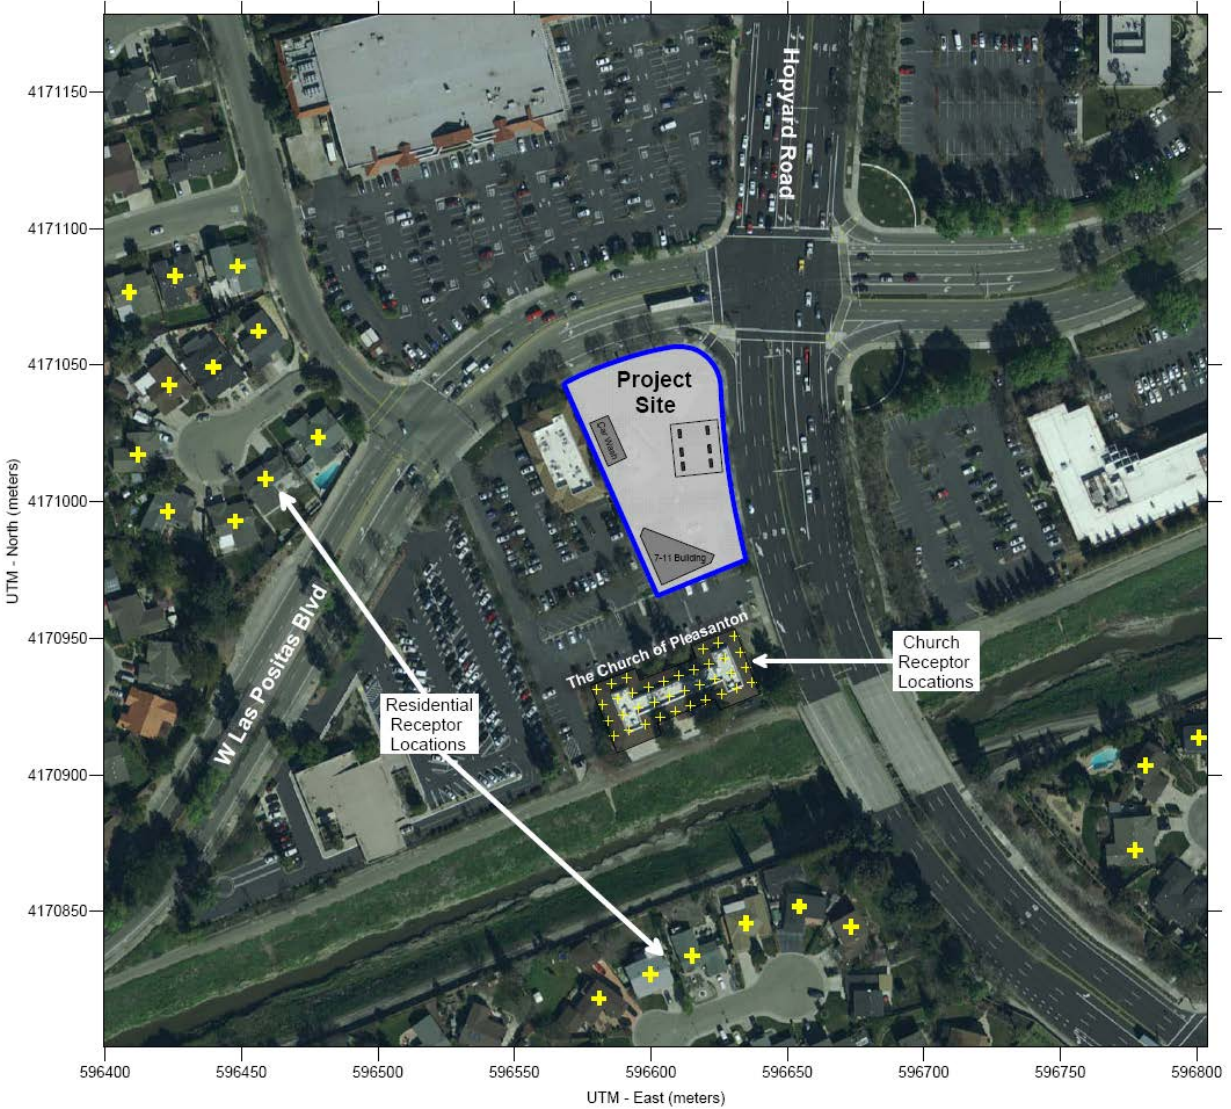 4171150
4171100
4171050
4171000
4170950
4170900
4170850
UTM - North (meters)
Hopyard Road
Project
Site
Car Wash
7-11 Building
The Church of Pleasanton
Church
Receptor
Locations
Residential
Receptor
Locations
W Las Positas Blvd
596400
596450
596500
596550
596600
596650
596700
596750
596800
UTM - East (meters)